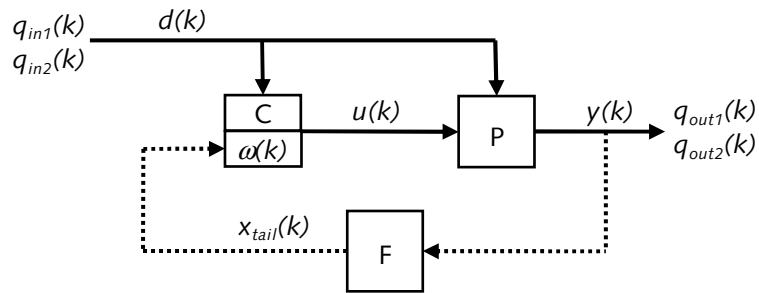 d(k)
q_in1(k)
q_in2(k)
C
ω(k)
u(k)
P
y(k)
q_out1(k)
q_out2(k)
x_tail(k)
F